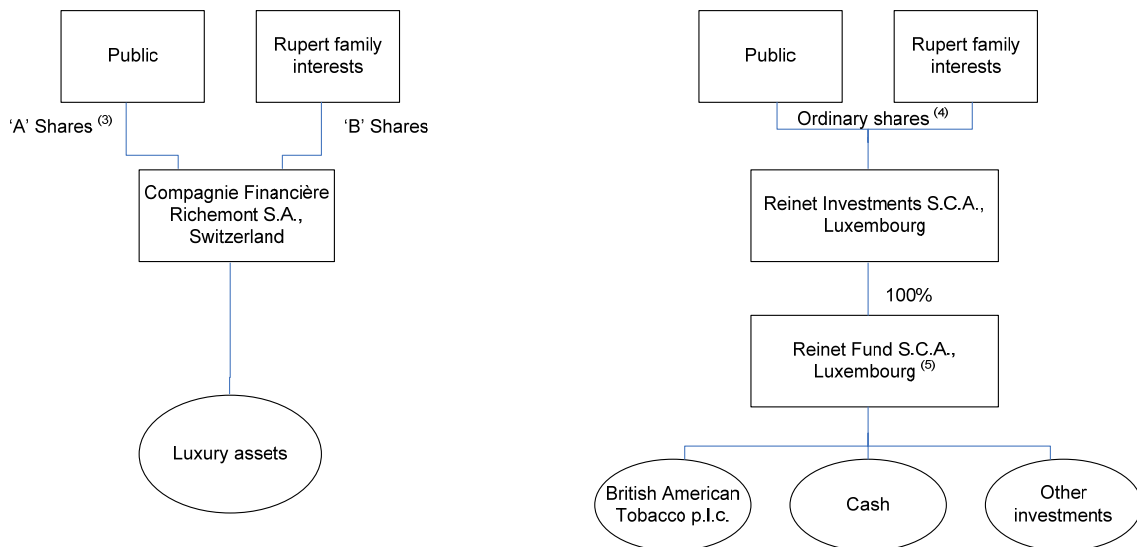 Public
Rupert family
interests
'A' Shares (3)
'B' Shares
Compagnie Financière
Richemont S.A.,
Switzerland
Luxury assets
Public
Rupert family
interests
Ordinary shares (4)
Reinet Investments S.C.A.,
Luxembourg
100%
Reinet Fund S.C.A.,
Luxembourg (5)
British American
Tobacco p.l.c.
Cash
Other
investments